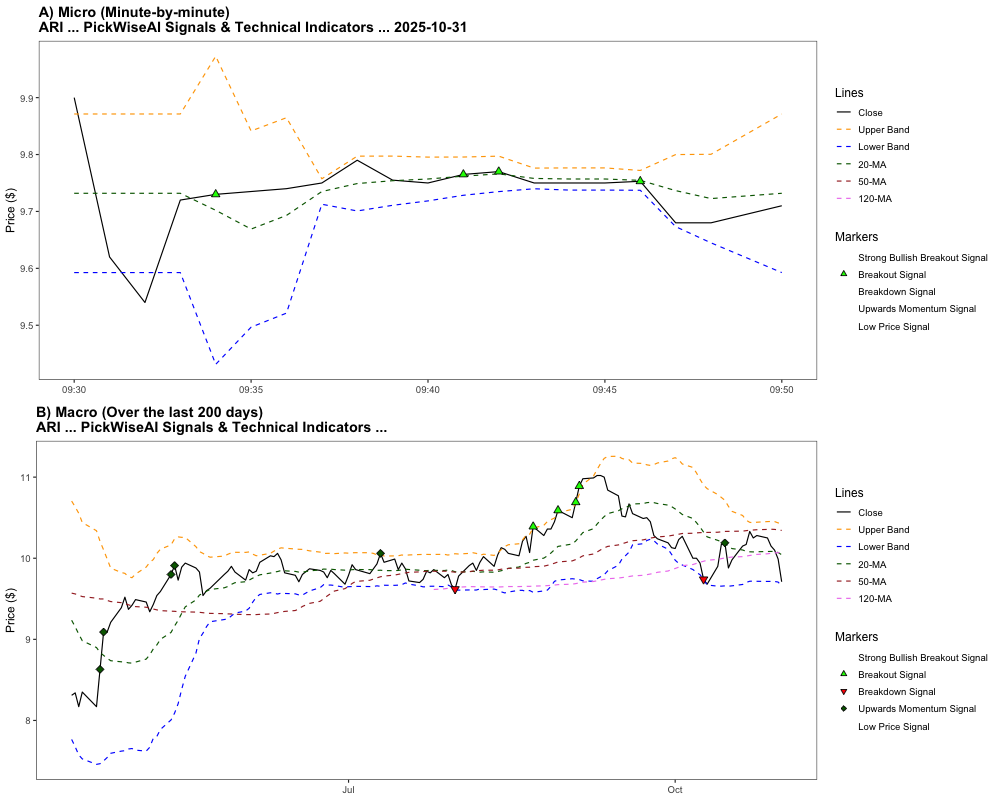 A) Micro (Minute-by-minute)
ARI ... PickWiseAI Signals & Technical Indicators ... 2025-10-31
Price ($)
9.9
9.8
9.7
9.6
9.5
09:30
09:35
09:40
09:45
09:50
Lines
Close
Upper Band
Lower Band
20-MA
50-MA
120-MA
Markers
Strong Bullish Breakout Signal
Breakout Signal
Breakdown Signal
Upwards Momentum Signal
Low Price Signal
B) Macro (Over the last 200 days)
ARI ... PickWiseAI Signals & Technical Indicators ...
Price ($)
11
10
9
8
Jul
Oct
Lines
Close
Upper Band
Lower Band
20-MA
50-MA
120-MA
Markers
Strong Bullish Breakout Signal
Breakout Signal
Breakdown Signal
Upwards Momentum Signal
Low Price Signal